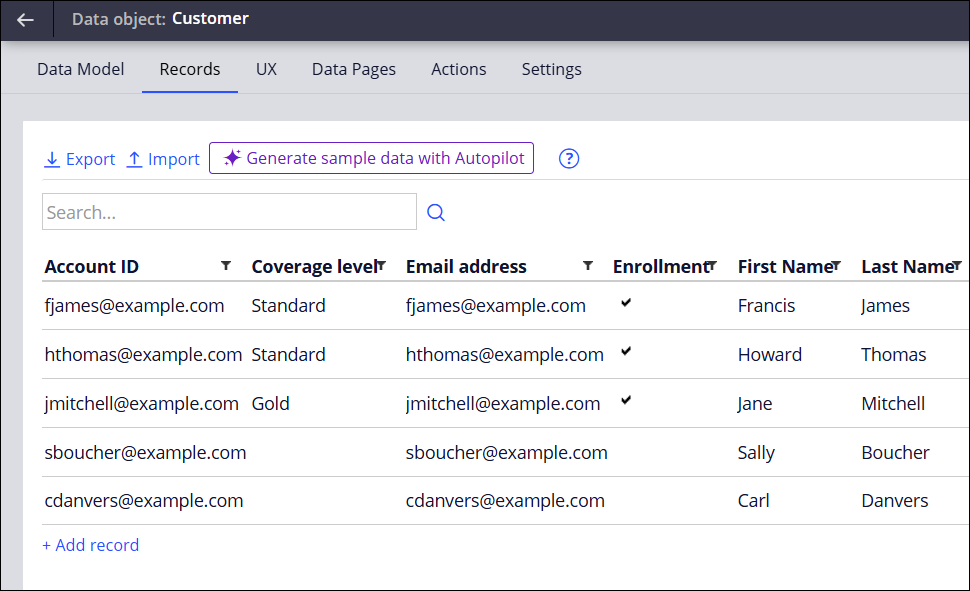 Data object: Customer
Data Model Records UX Data Pages Actions Settings
Export Import Generate sample data with Autopilot ?
Search...
Account ID Coverage level Email address Enrollment First Name Last Name
fjames@example.com Standard fjames@example.com Francis James
hthomas@example.com Standard hthomas@example.com Howard Thomas
jmitchell@example.com Gold jmitchell@example.com Jane Mitchell
sboucher@example.com sboucher@example.com Sally Boucher
cdanvers@example.com cdanvers@example.com Carl Danvers
+ Add record